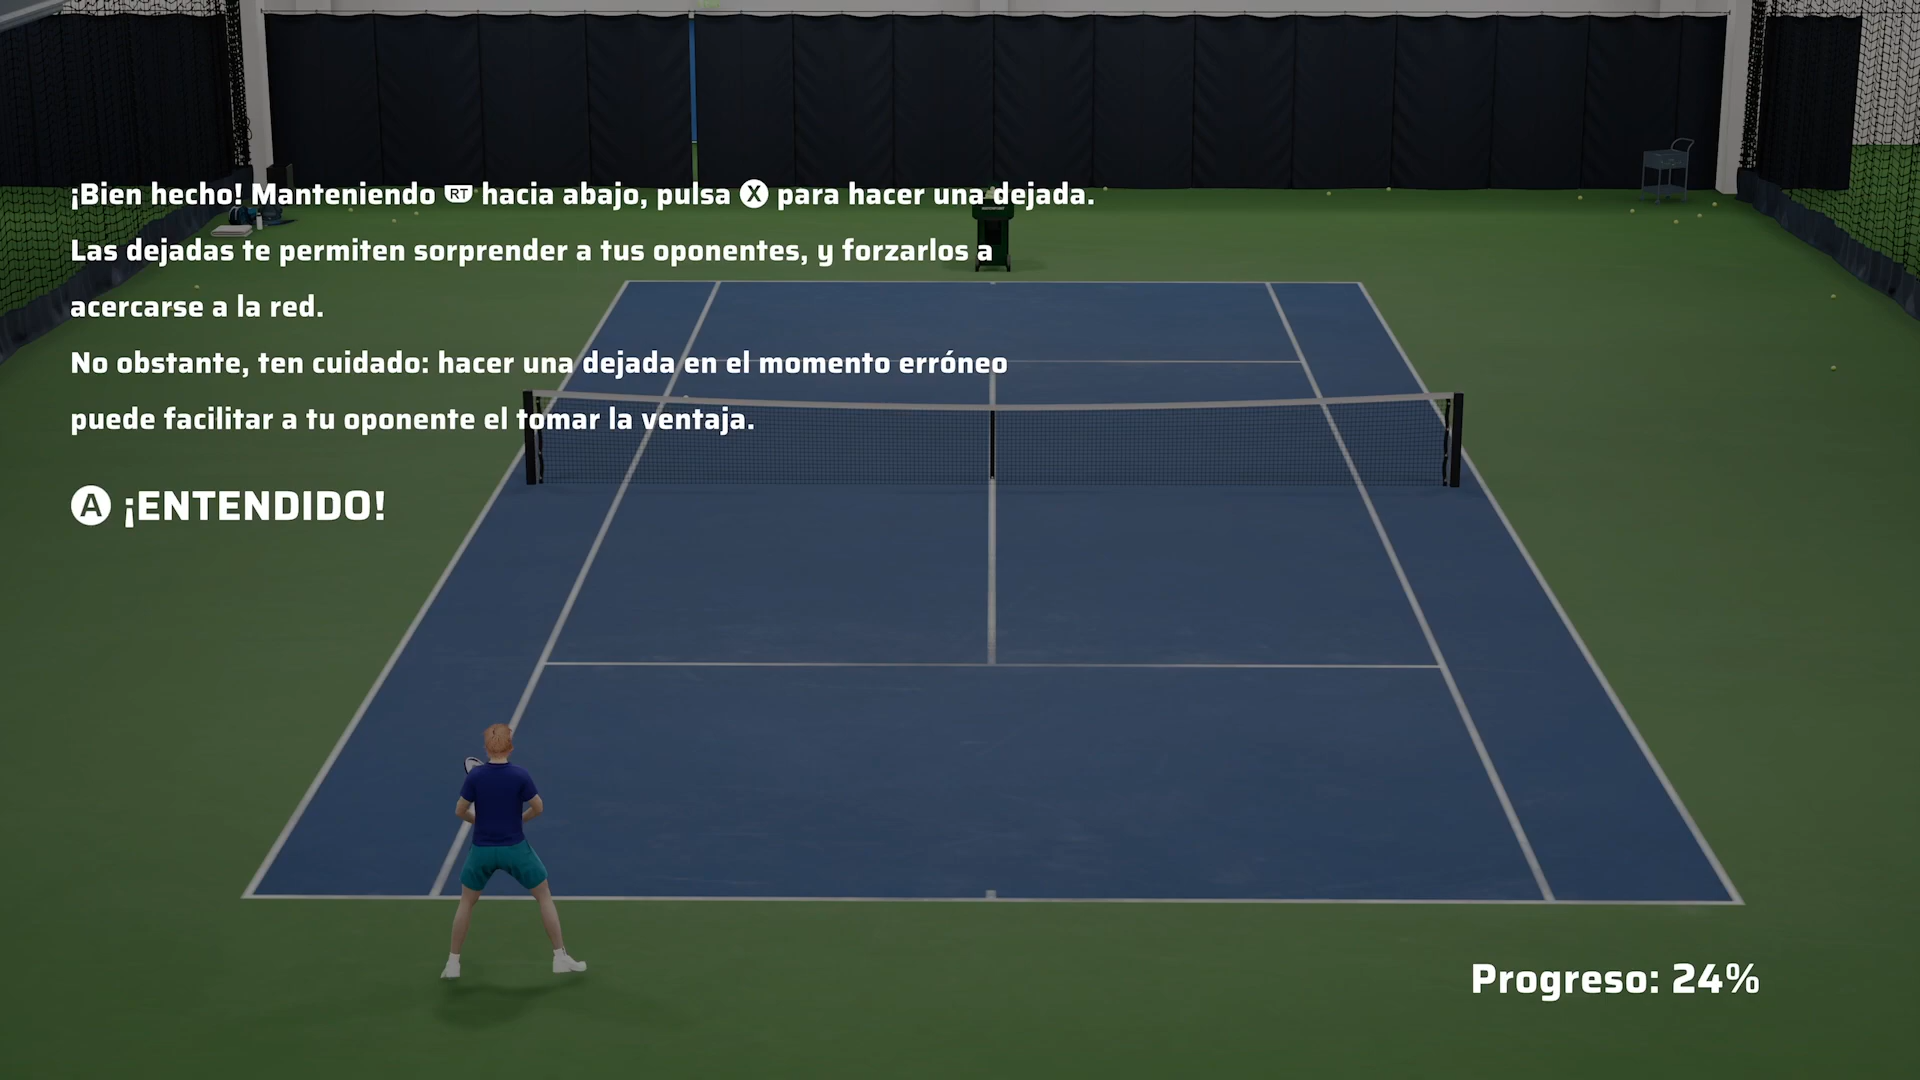 ¡Bien hecho! Manteniendo RT hacia abajo, pulsa X para hacer una dejada.
Las dejadas te permiten sorprender a tus oponentes, y forzarlos a
acercarse a la red.
No obstante, ten cuidado: hacer una dejada en el momento erróneo
puede facilitar a tu oponente el tomar la ventaja.
A ¡ENTENDIDO!
Progreso: 24%